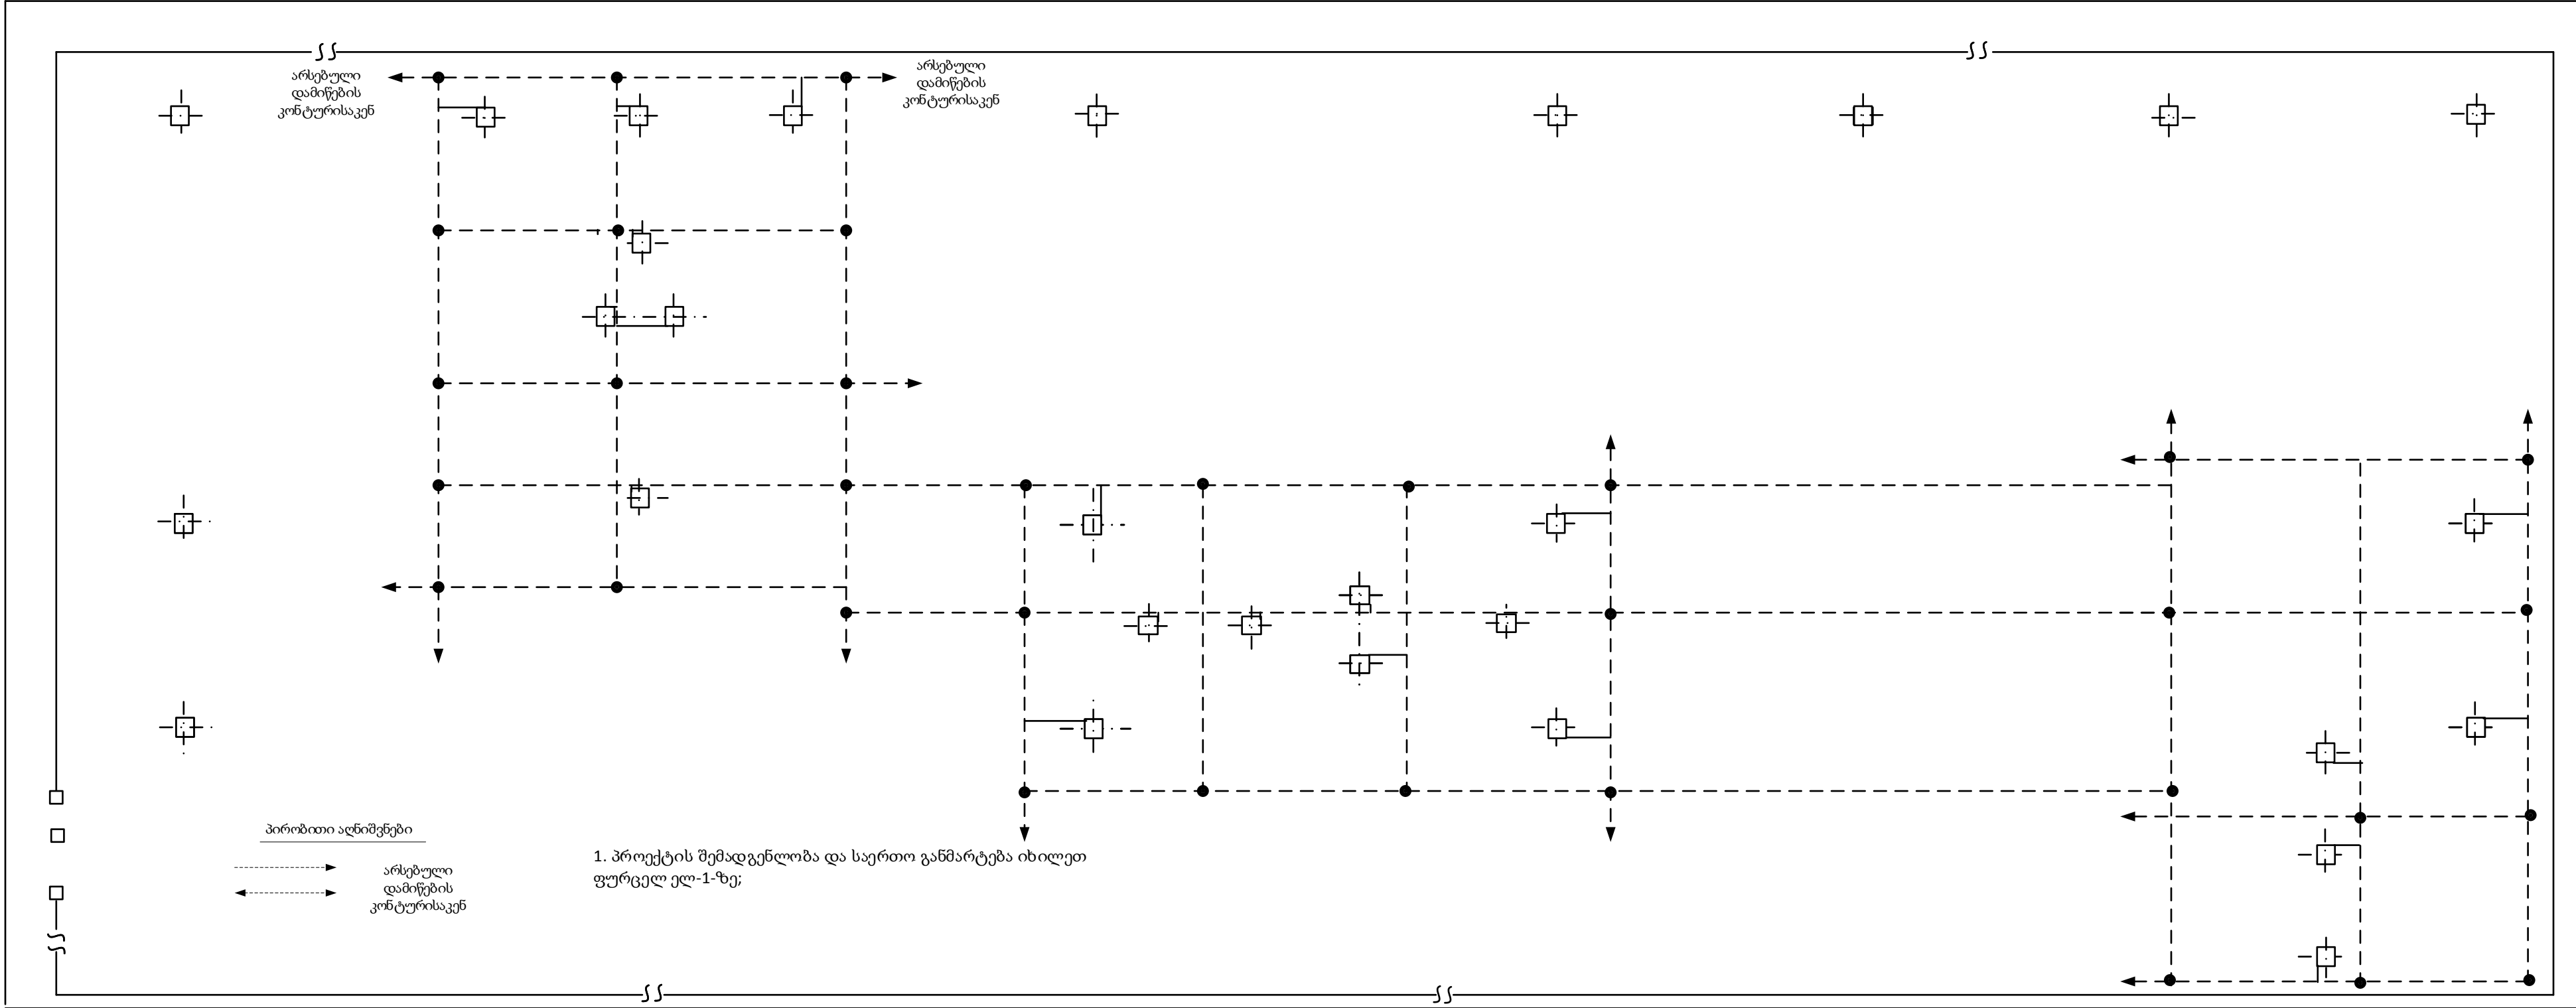 არსებული
დამიწების
კონტურისაკენ
არსებული
დამიწების
კონტურისაკენ
პირობითი აღნიშვნები
არსებული
დამიწების
კონტურისაკენ
1. პროექტის შემადგენლობა და საერთო განმარტება იხილეთ
ფურცელ ელ-1-ზე;